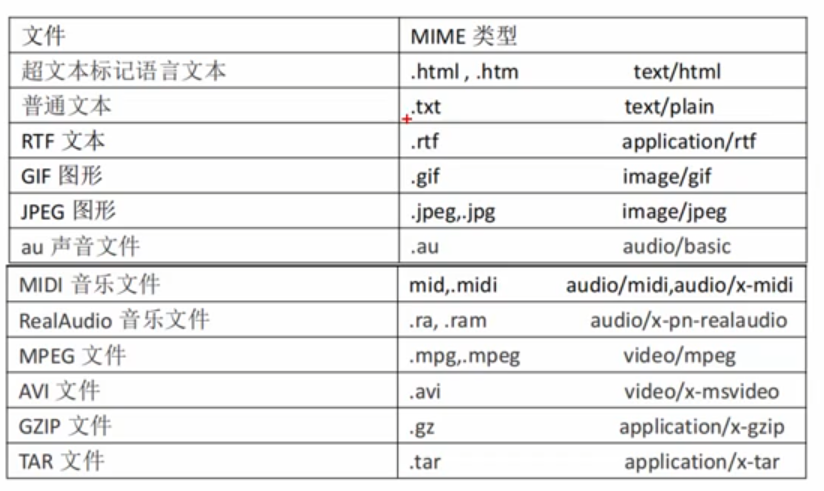 文件 MIME 类型
超文本标记语言文本 .html , .htm text/html
普通文本 .txt text/plain
RTF 文本 .rtf application/rtf
GIF 图形 .gif image/gif
JPEG 图形 .jpeg,.jpg image/jpeg
au 声音文件 .au audio/basic
MIDI 音乐文件 mid,.midi audio/midi,audio/x-midi
RealAudio 音乐文件 .ra, .ram audio/x-pn-realaudio
MPEG 文件 .mpg,.mpeg video/mpeg
AVI 文件 .avi video/x-msvideo
GZIP 文件 .gz application/x-gzip
TAR 文件 .tar application/x-tar